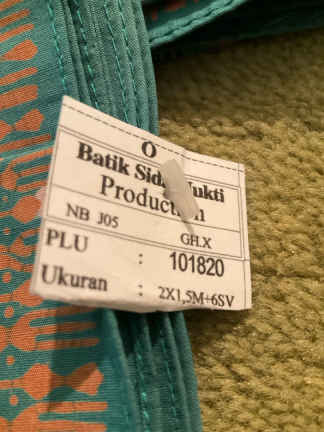 O
Batik
Production
NB J05 GFLX
PLU : 101820
Ukuran : 2X1,5M+6SV